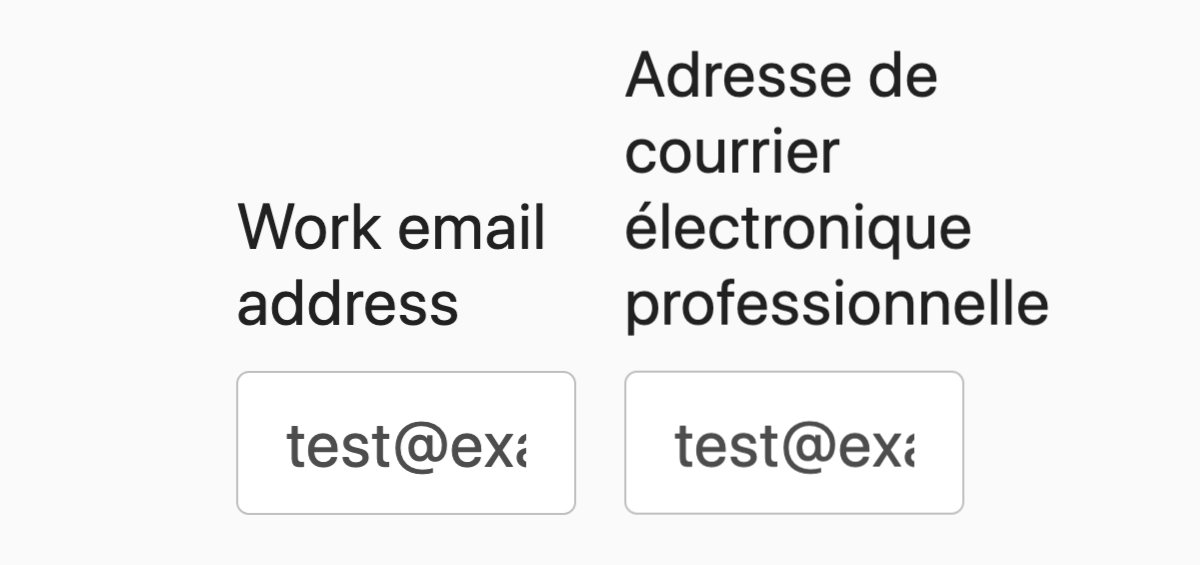 Work email
address
test@exa
Adresse de
courrier
électronique
professionnelle
test@exa